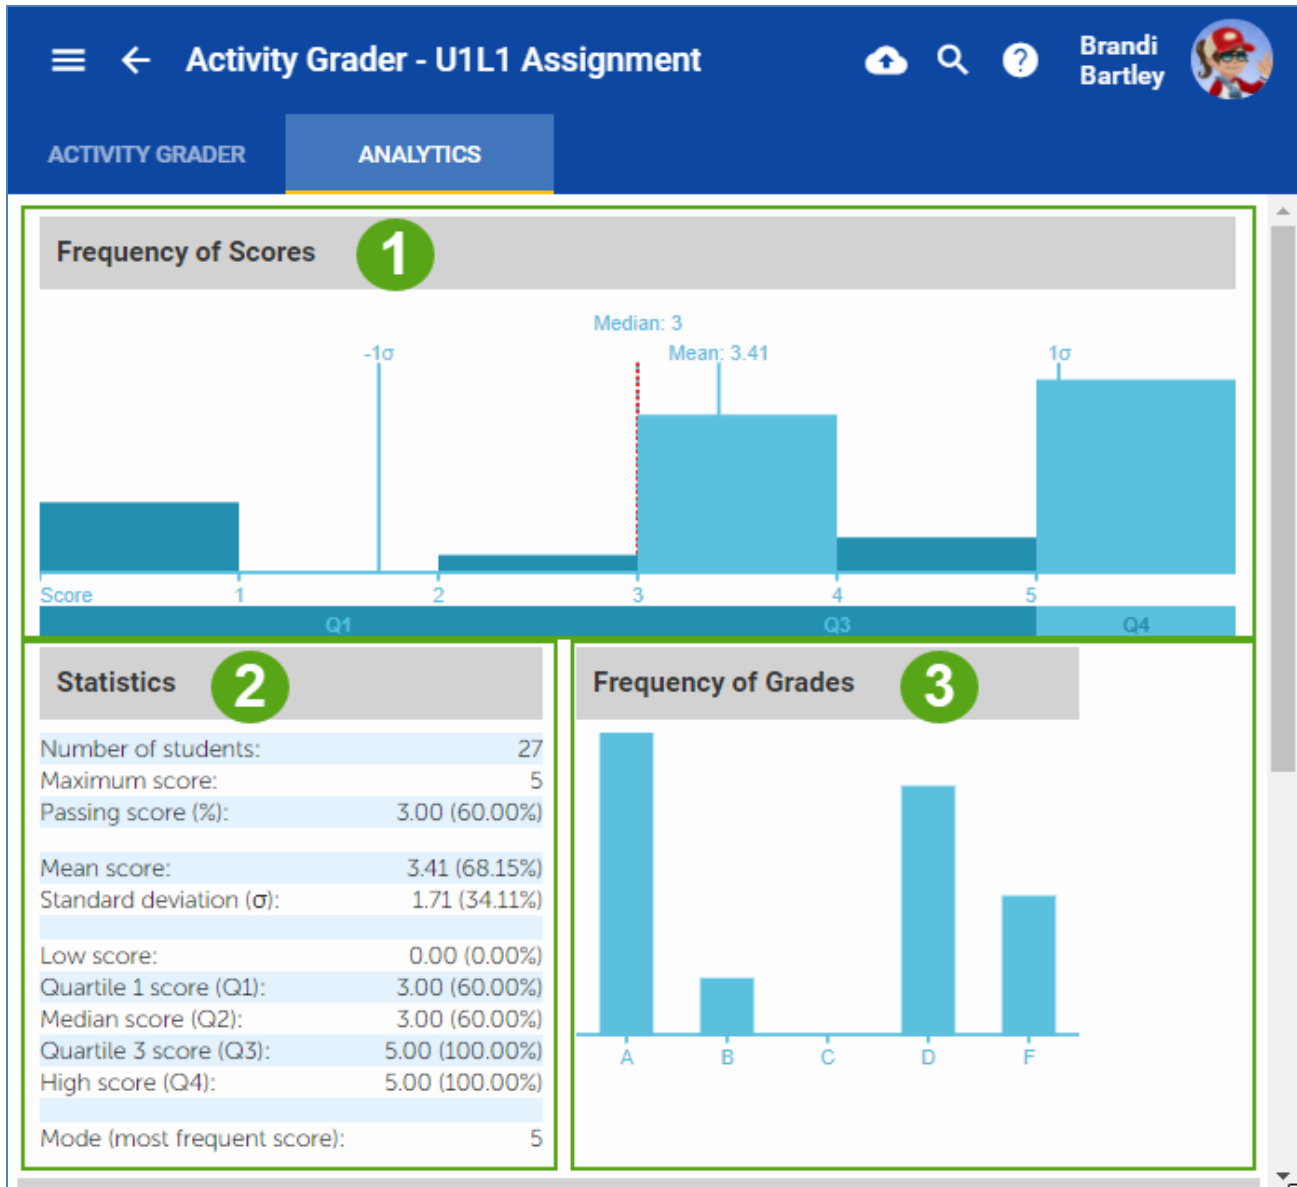 Activity Grader - U1L1 Assignment
Brandi
Bartley
ACTIVITY GRADER
ANALYTICS
Frequency of Scores
1
Median: 3
-1σ
Mean: 3.41
1σ
Score
1
2
3
4
5
Q1
Q3
Q4
Statistics
2
Number of students: 27
Maximum score: 5
Passing score (%): 3.00 (60.00%)
Mean score: 3.41 (68.15%)
Standard deviation (σ): 1.71 (34.11%)
Low score: 0.00 (0.00%)
Quartile 1 score (Q1): 3.00 (60.00%)
Median score (Q2): 3.00 (60.00%)
Quartile 3 score (Q3): 5.00 (100.00%)
High score (Q4): 5.00 (100.00%)
Mode (most frequent score): 5
Frequency of Grades
3
A
B
C
D
F